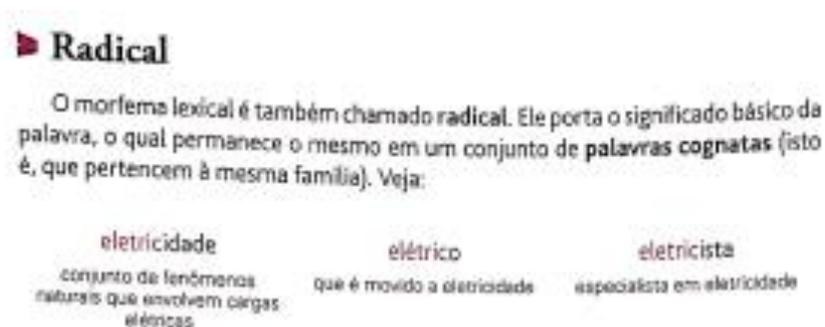 Radical
O morfema lexical é também chamado radical. Ele porta o significado básico da
palavra, o qual permanece o mesmo em um conjunto de palavras cognatas (isto
é, que pertencem à mesma família). Veja:
eletricidade
conjunto de fenômenos
naturais que envolvem cargas
elétricas
elétrico
que é movido a eletricidade
eletricista
especialista em eletricidade